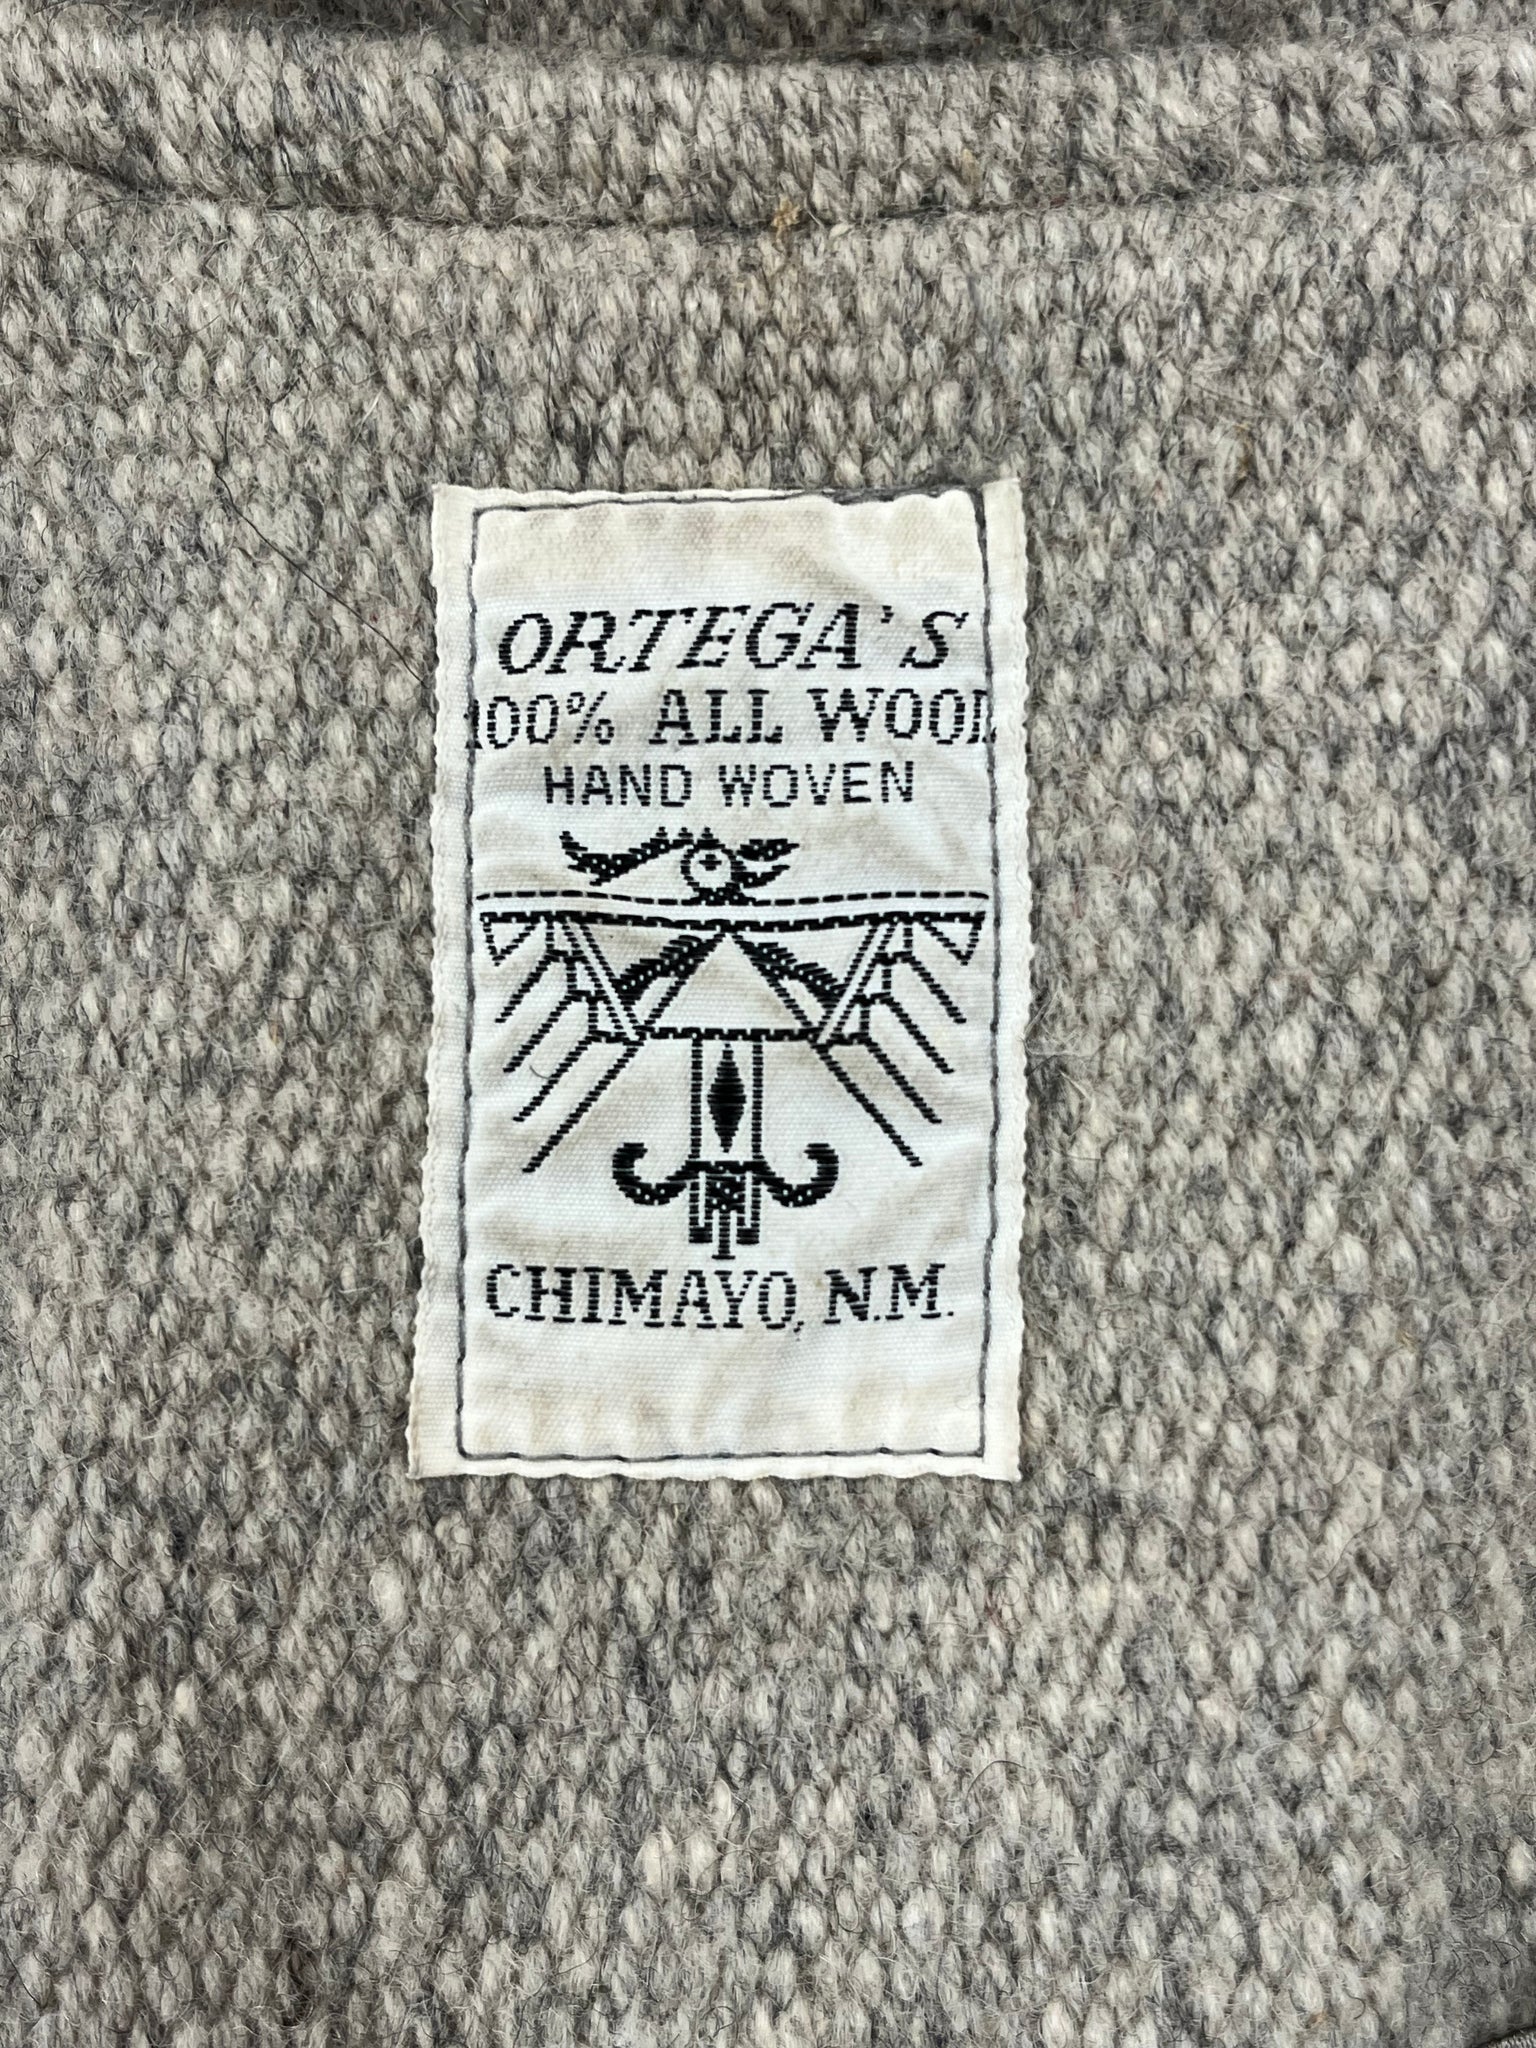 ORTEGA'S
100% ALL WOOL
HAND WOVEN
CHIMAYO, N.M.